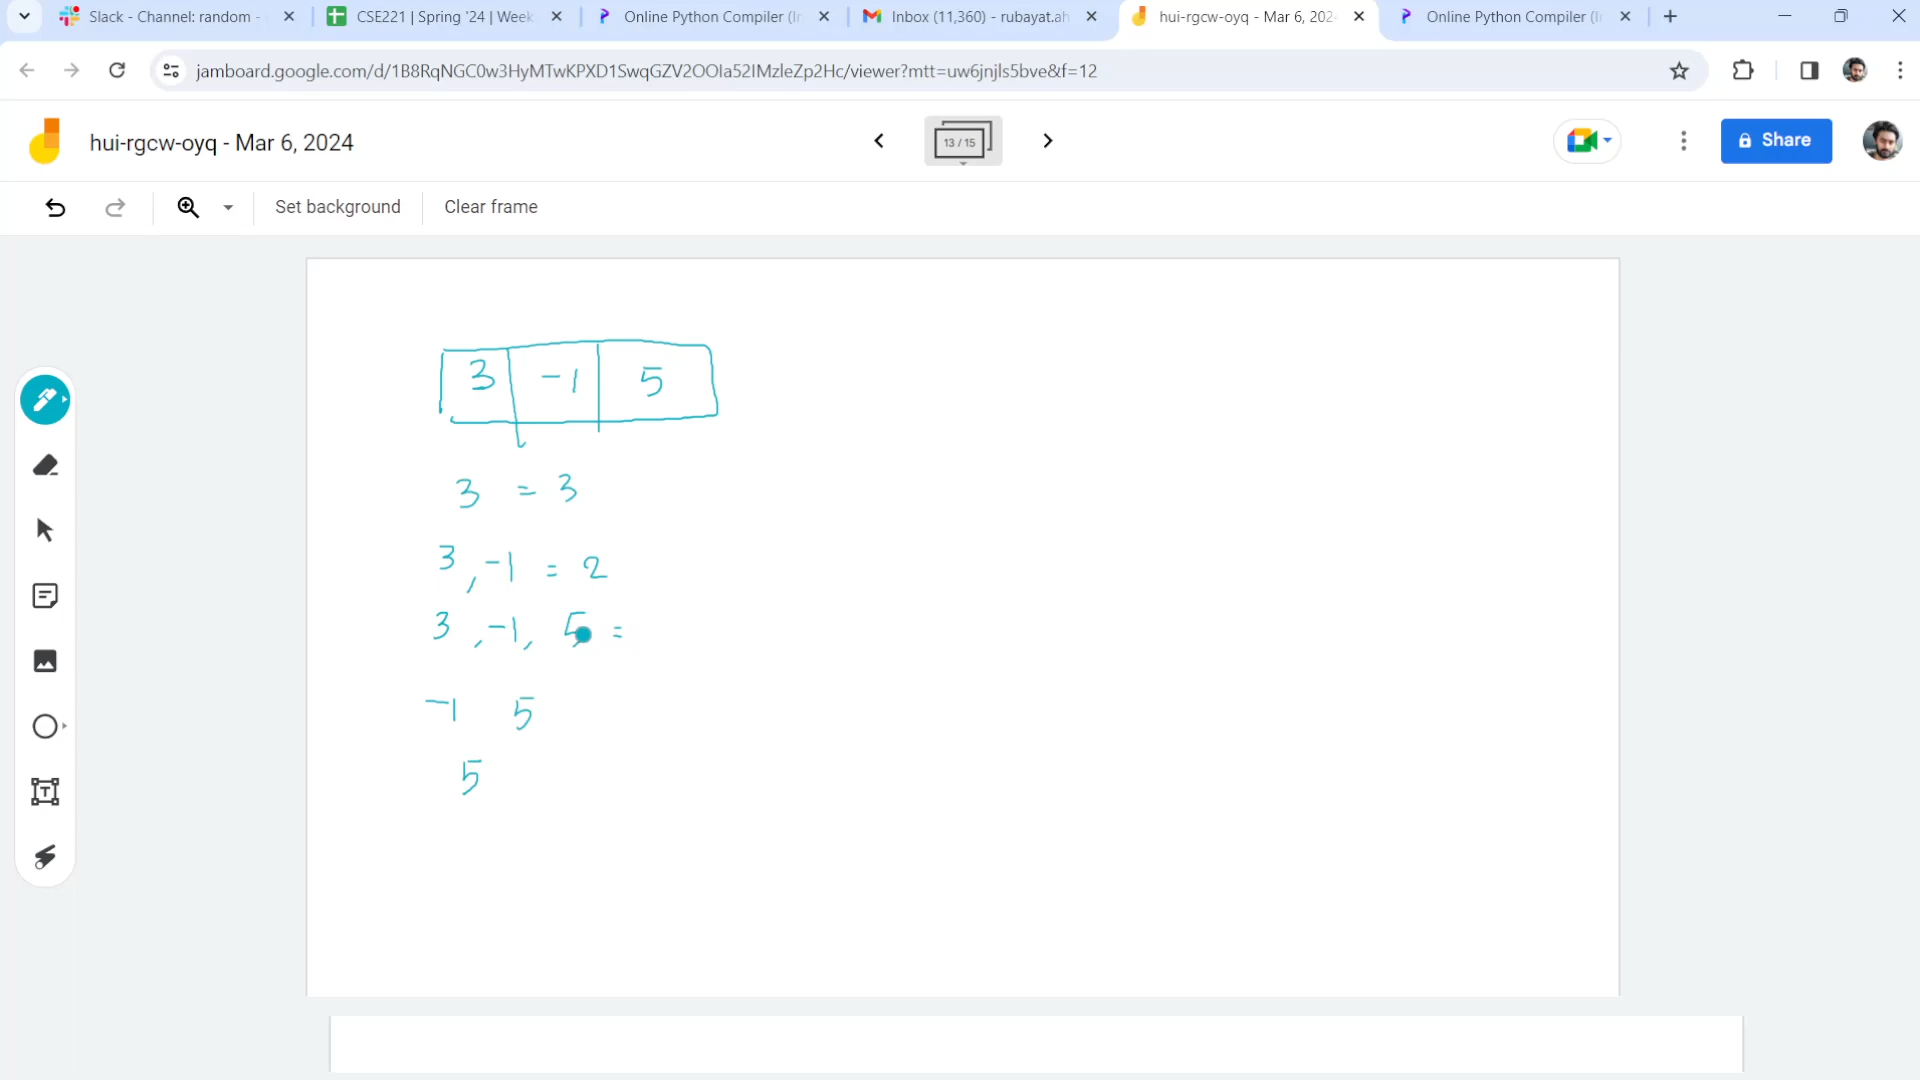 Slack - Channel: random -
CSE221 | Spring '24 | Week
Online Python Compiler (In
Inbox (11,360) - rubayat.ah
hui-rgcw-oyq - Mar 6, 202
Online Python Compiler (In
jamboard.google.com/d/1B8RqNGC0w3HyMTwKPXD1SwqGZV2OOIa52IMzleZp2Hc/viewer?mtt=uw6jnjls5bve&f=12
hui-rgcw-oyq - Mar 6, 2024
13 / 15
Share
Set background
Clear frame
3 -1 5
3 = 3
3 , -1 = 2
3 , -1, 5 =
-1 5
5